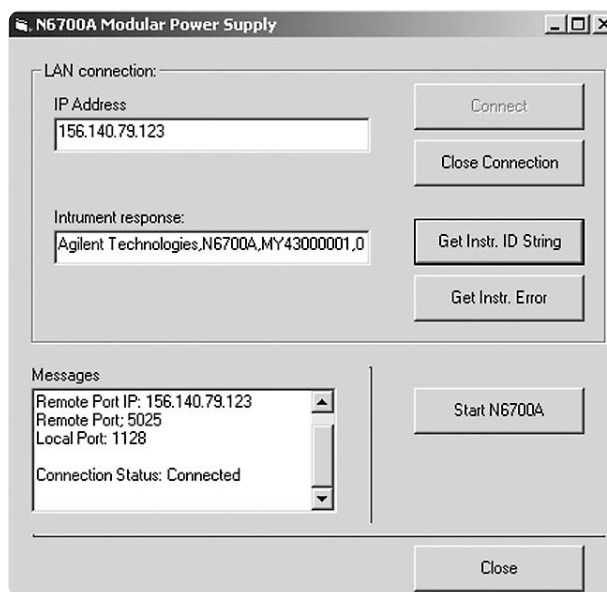 N6700A Modular Power Supply
LAN connection:
IP Address
156.140.79.123
Connect
Close Connection
Intrument response:
Agilent Technologies,N6700A,MY43000001,0
Get Instr. ID String
Get Instr. Error
Messages
Remote Port IP: 156.140.79.123
Remote Port; 5025
Local Port: 1128
Connection Status: Connected
Start N6700A
Close